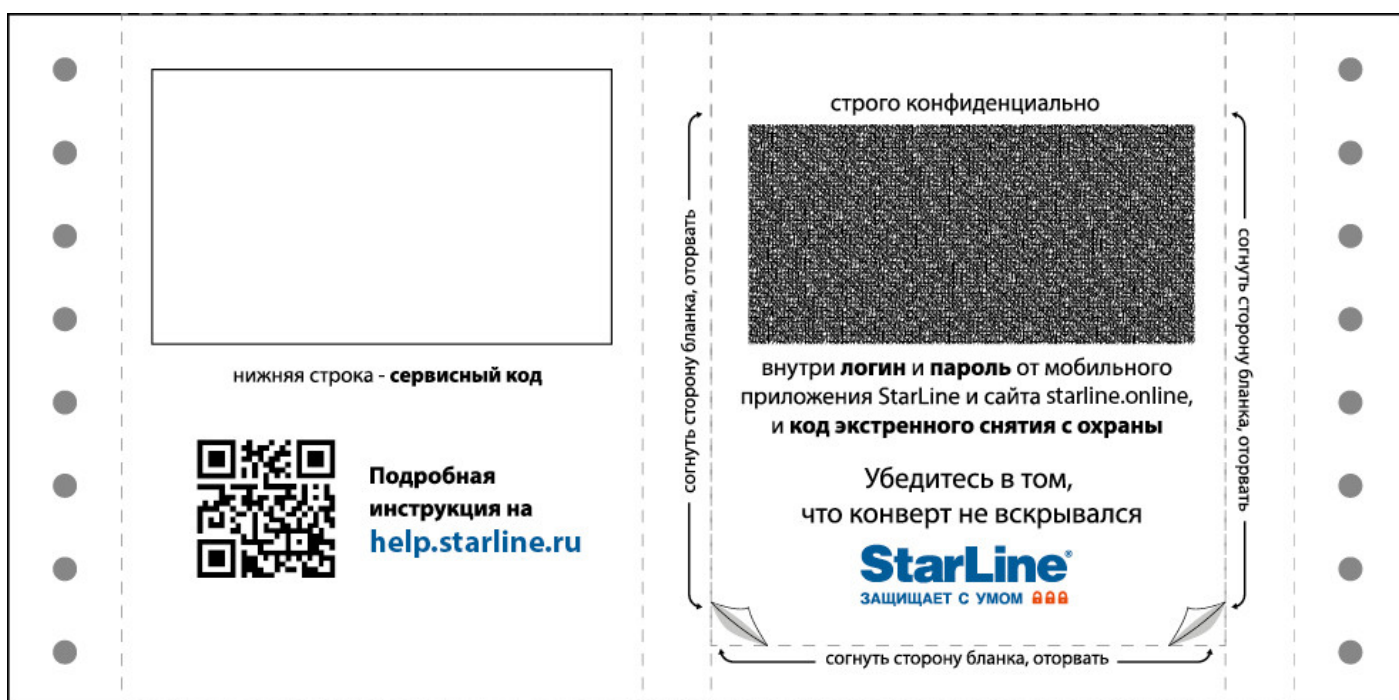 нижняя строка - сервисный код
Подробная
инструкция на
help.starline.ru
согнуть сторону бланка, оторвать
строго конфиденциально
внутри логин и пароль от мобильного
приложения StarLine и сайта starline.online,
и код экстренного снятия с охраны
Убедитесь в том,
что конверт не вскрывался
StarLine®
ЗАЩИЩАЕТ С УМОМ
согнуть сторону бланка, оторвать
согнуть сторону бланка, оторвать